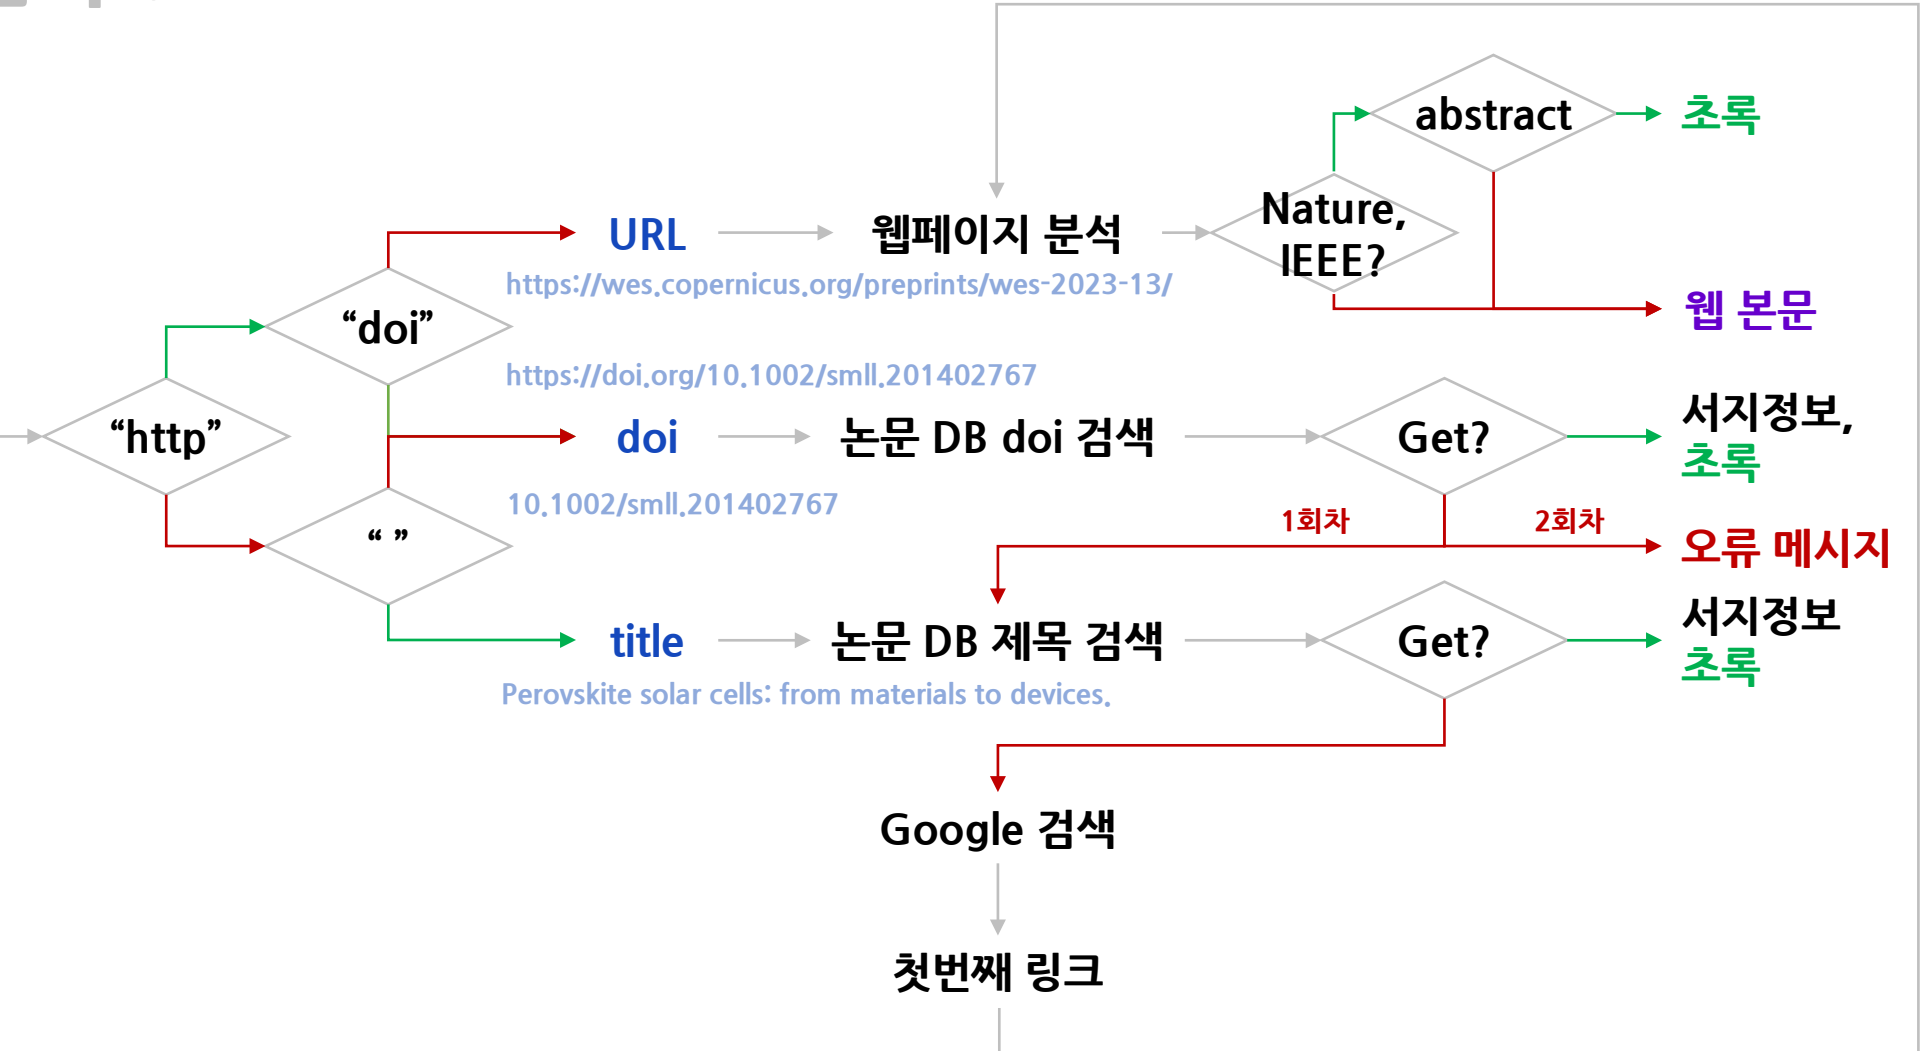 abstract
초록
Nature,
IEEE?
URL
웹페이지 분석
https://wes.copernicus.org/preprints/wes-2023-13/
웹 본문
“doi”
https://doi.org/10.1002/smll.201402767
“http”
doi
논문 DB doi 검색
Get?
서지정보,
초록
10.1002/smll.201402767
“ ”
1회차
2회차
오류 메시지
title
논문 DB 제목 검색
Get?
서지정보
초록
Perovskite solar cells: from materials to devices.
Google 검색
첫번째 링크